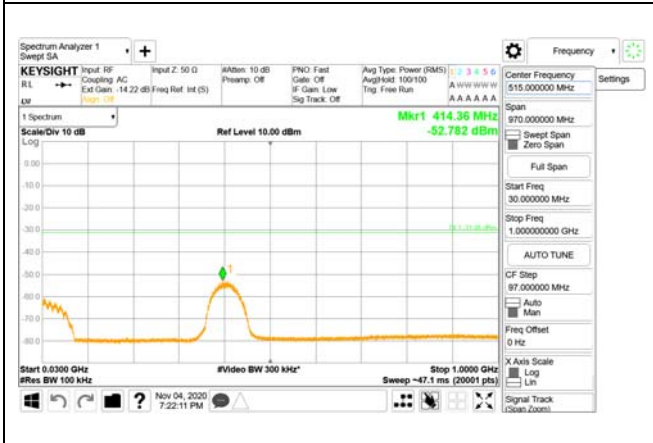 Spectrum Analyzer 1
Swept SA
Frequency
KEYSIGHT
Input: RF
Input Z: 50 Ω
#Atten: 10 dB
PNO: Fast
Avg Type: Power (RMS)
1 2 3 4 5 6
RL
Coupling: AC
Preamp: Off
Gate: Off
Avg|Hold: 100/100
A W W W W W
Ext Gain: -14.22 dB
Freq Ref: Int (S)
IF Gain: Low
Trig: Free Run
Align: Off
Sig Track: Off
A A A A A A
1 Spectrum
Mkr1 414.36 MHz
Scale/Div 10 dB
Ref Level 10.00 dBm
-52.782 dBm
Log
0.00
-10.0
-20.0
-30.0
-40.0
-50.0
-60.0
-70.0
-80.0
1
Start 0.0300 GHz
#Video BW 300 kHz*
Stop 1.0000 GHz
#Res BW 100 kHz
Sweep ~47.1 ms (20001 pts)
?
Nov 04, 2020
7:22:11 PM
Center Frequency
515.000000 MHz
Settings
Span
970.000000 MHz
Swept Span
Zero Span
Full Span
Start Freq
30.000000 MHz
Stop Freq
1.000000000 GHz
AUTO TUNE
CF Step
97.000000 MHz
Auto
Man
Freq Offset
0 Hz
X Axis Scale
Log
Lin
Signal Track
(Span Zoom)